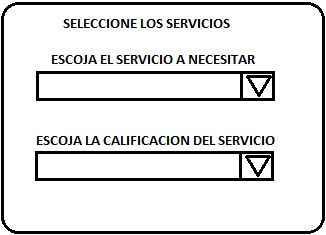 SELECCIONE LOS SERVICIOS
ESCOJA EL SERVICIO A NECESITAR
ESCOJA LA CALIFICACION DEL SERVICIO